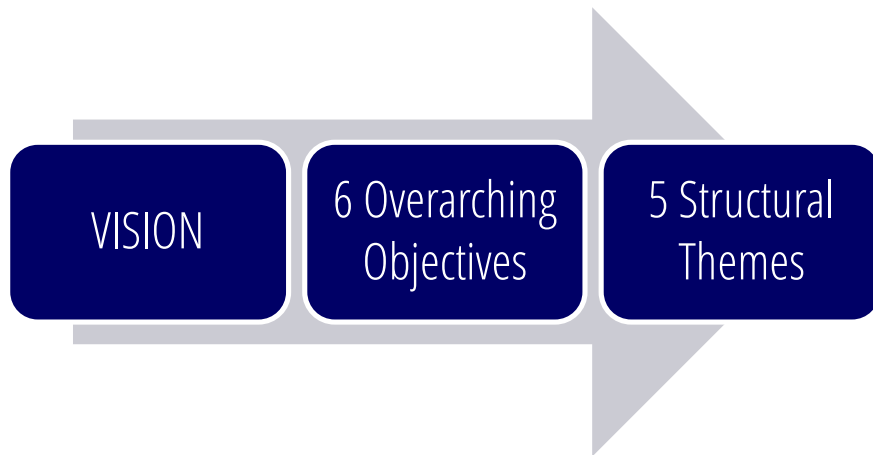 VISION
6 Overarching
Objectives
5 Structural
Themes